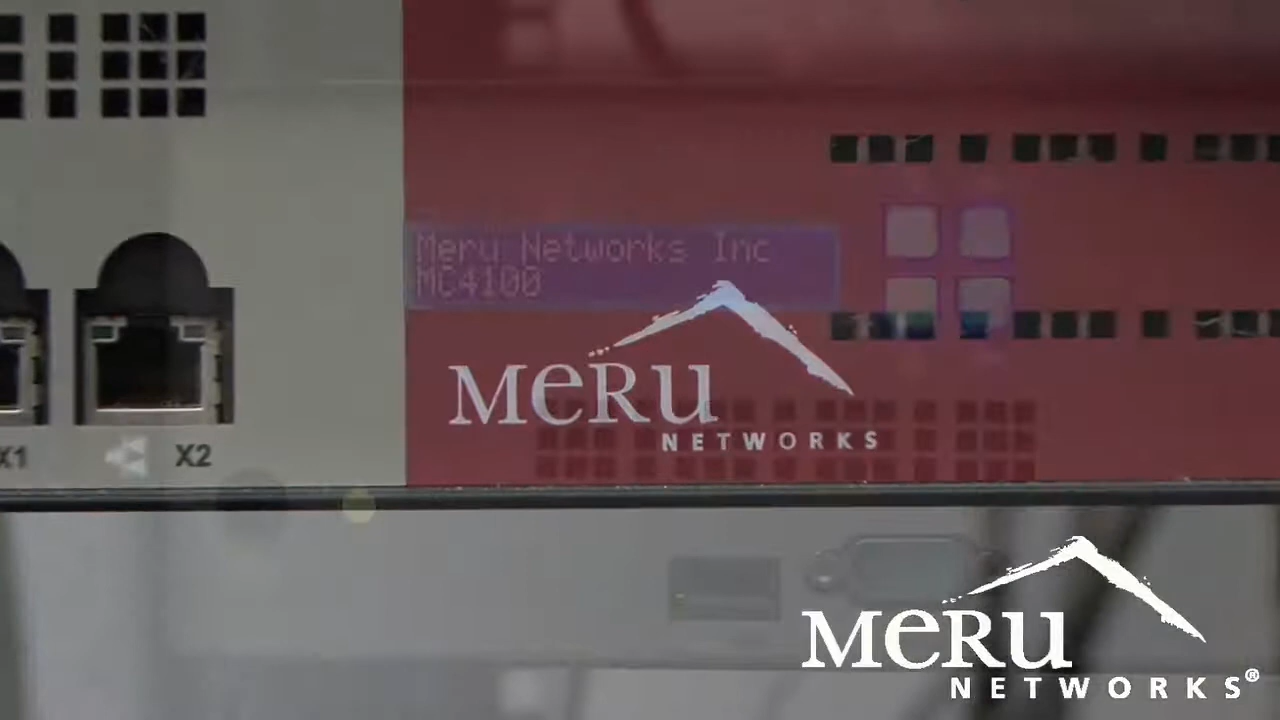 Meru Networks Inc
MC4100
MeRu
NETWORKS
X1
X2
MeRu
NETWORKS®